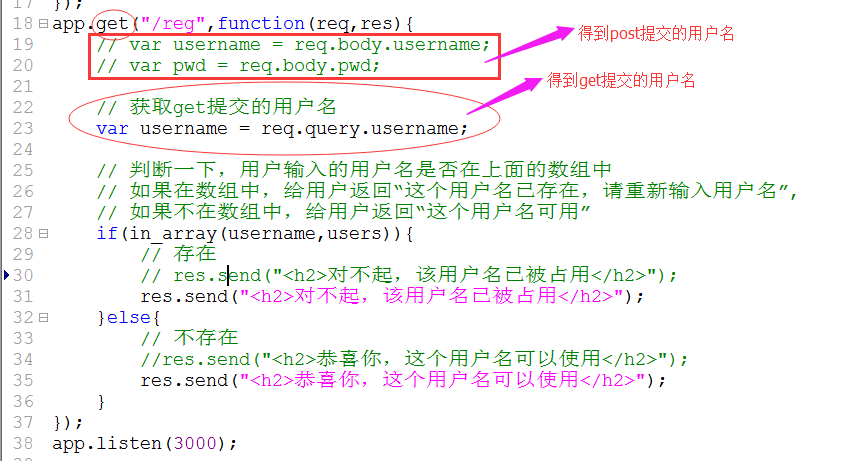 17 });
18 app.get("/reg",function(req,res){
19 // var username = req.body.username;
得到post提交的用户名
20 // var pwd = req.body.pwd;
21
得到get提交的用户名
22 // 获取get提交的用户名
23 var username = req.query.username;
24
25 // 判断一下，用户输入的用户名是否在上面的数组中
26 // 如果在数组中，给用户返回“这个用户名已存在，请重新输入用户名”，
27 // 如果不在数组中，给用户返回“这个用户名可用”
28 if(in_array(username,users)){
29 // 存在
30 // res.send("<h2>对不起，该用户名已被占用</h2>");
31 res.send("<h2>对不起，该用户名已被占用</h2>");
32 }else{
33 // 不存在
34 //res.send("<h2>恭喜你，这个用户名可以使用</h2>");
35 res.send("<h2>恭喜你，这个用户名可以使用</h2>");
36 }
37 });
38 app.listen(3000);